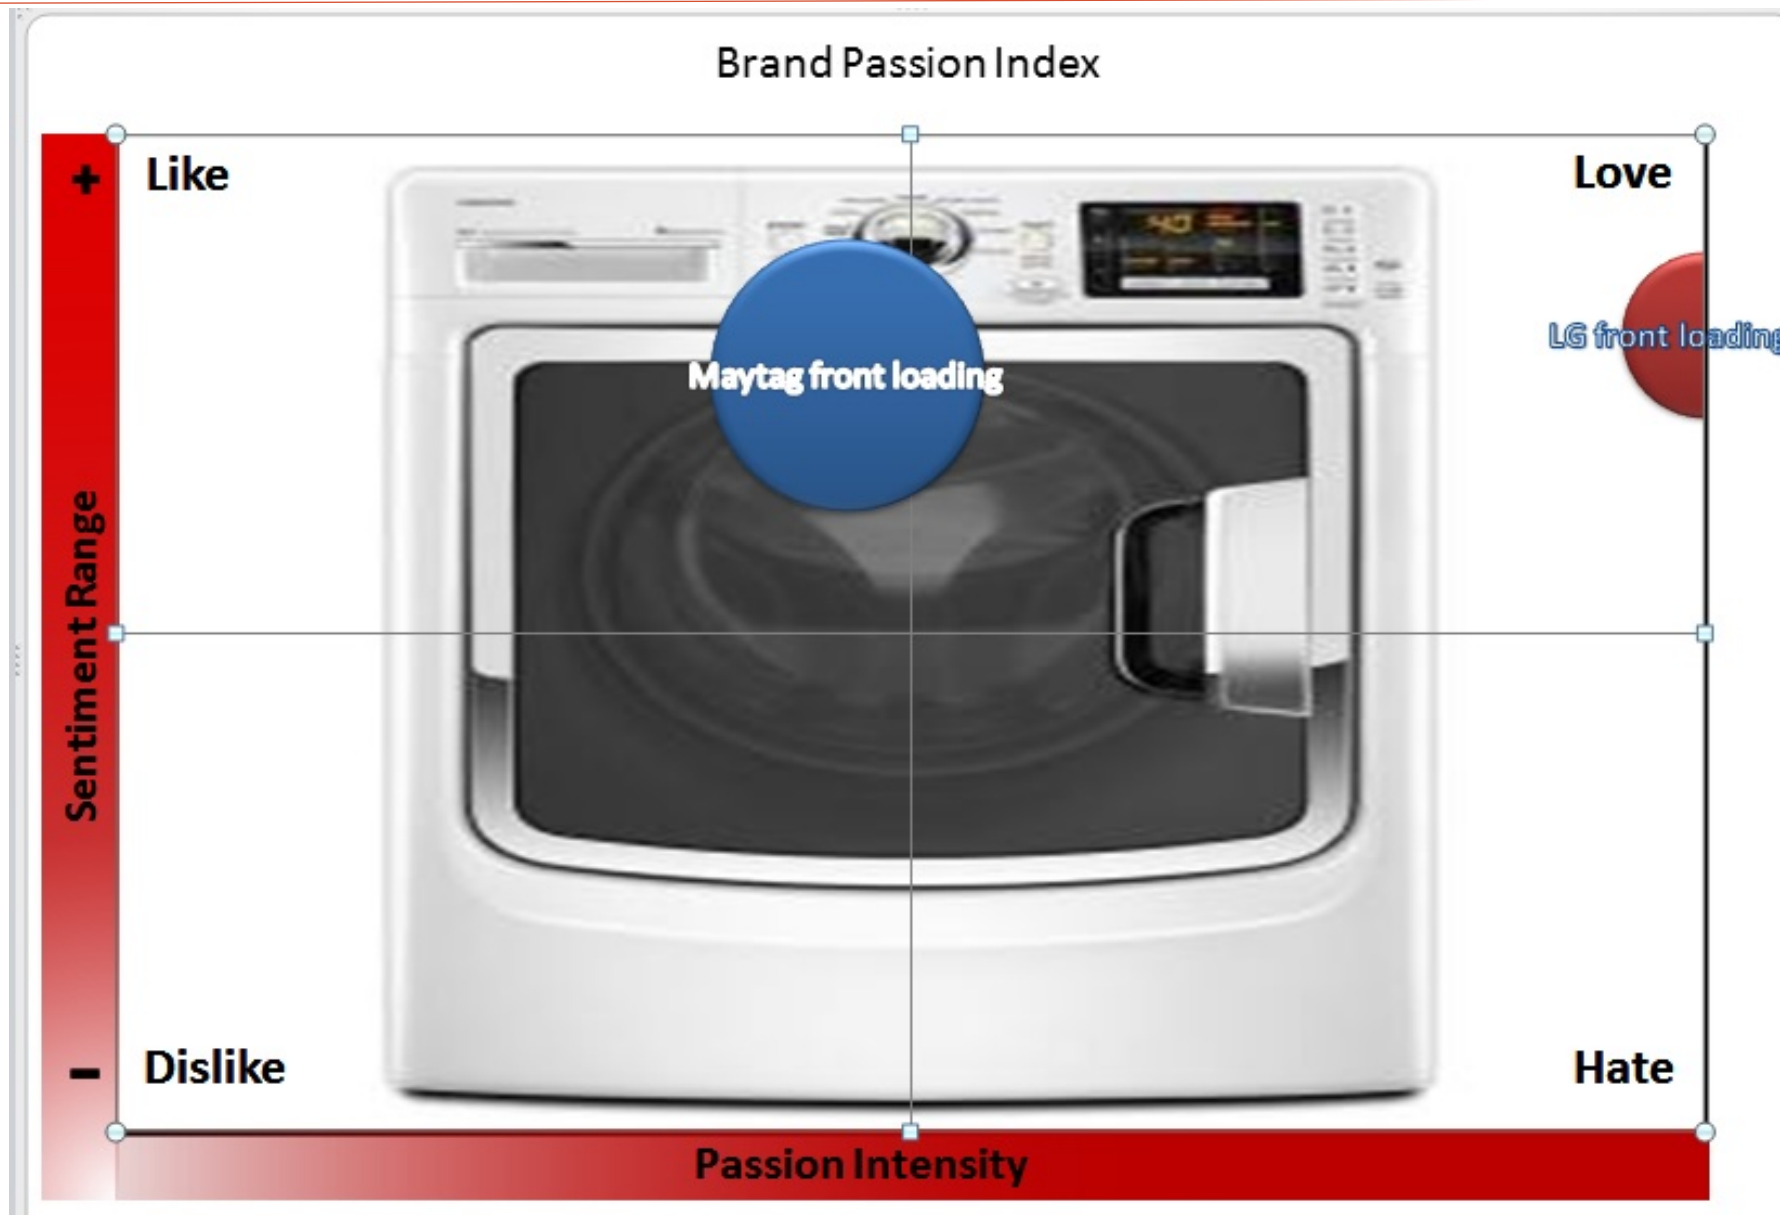 Brand Passion Index
+
Like
Love
LG front loading
Maytag front loading
Sentiment Range
-
Dislike
Hate
Passion Intensity